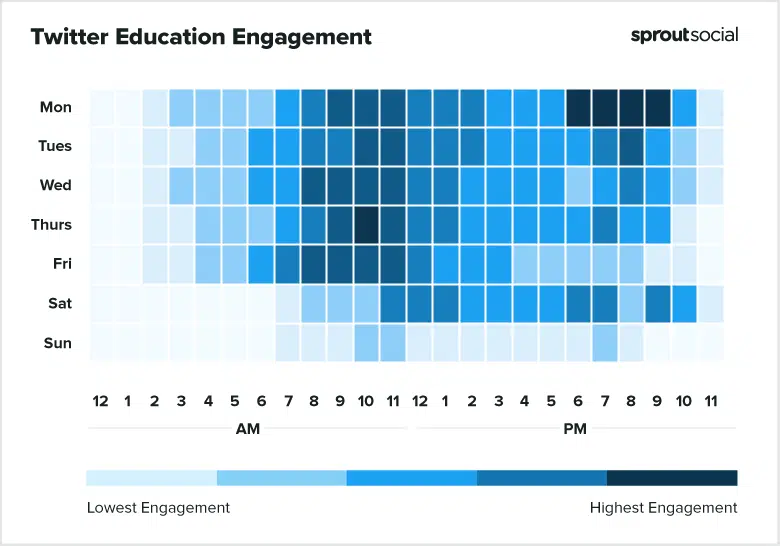 Twitter Education Engagement
sproutsocial
Mon
Tues
Wed
Thurs
Fri
Sat
Sun
12 1 2 3 4 5 6 7 8 9 10 11 12 1 2 3 4 5 6 7 8 9 10 11
AM PM
Lowest Engagement Highest Engagement